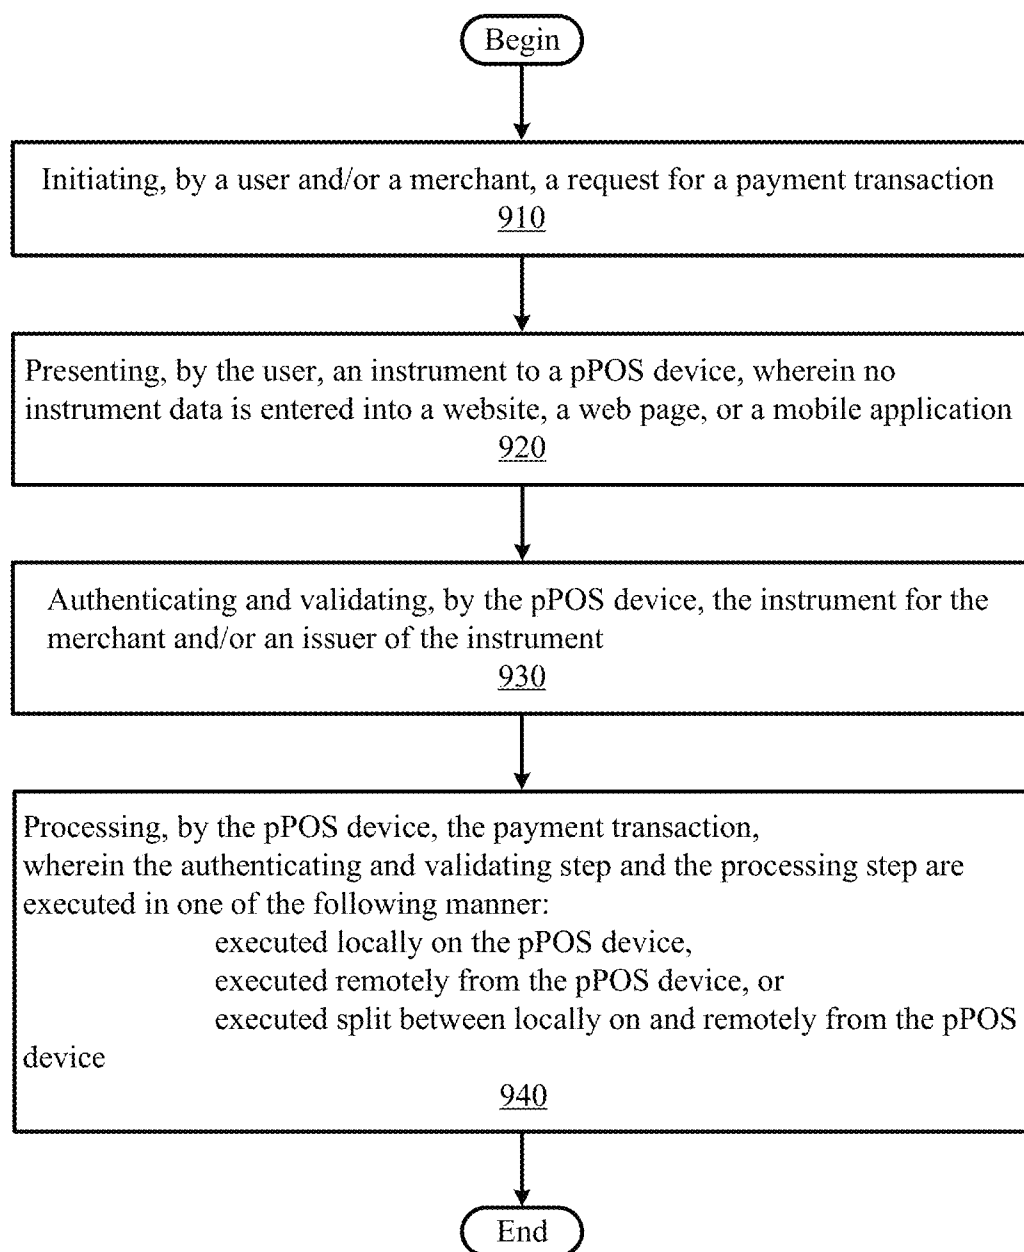 Begin
Initiating, by a user and/or a merchant, a request for a payment transaction
910
Presenting, by the user, an instrument to a pPOS device, wherein no
instrument data is entered into a website, a web page, or a mobile application
920
Authenticating and validating, by the pPOS device, the instrument for the
merchant and/or an issuer of the instrument
930
Processing, by the pPOS device, the payment transaction,
wherein the authenticating and validating step and the processing step are
executed in one of the following manner:
executed locally on the pPOS device,
executed remotely from the pPOS device, or
executed split between locally on and remotely from the pPOS
device
940
End